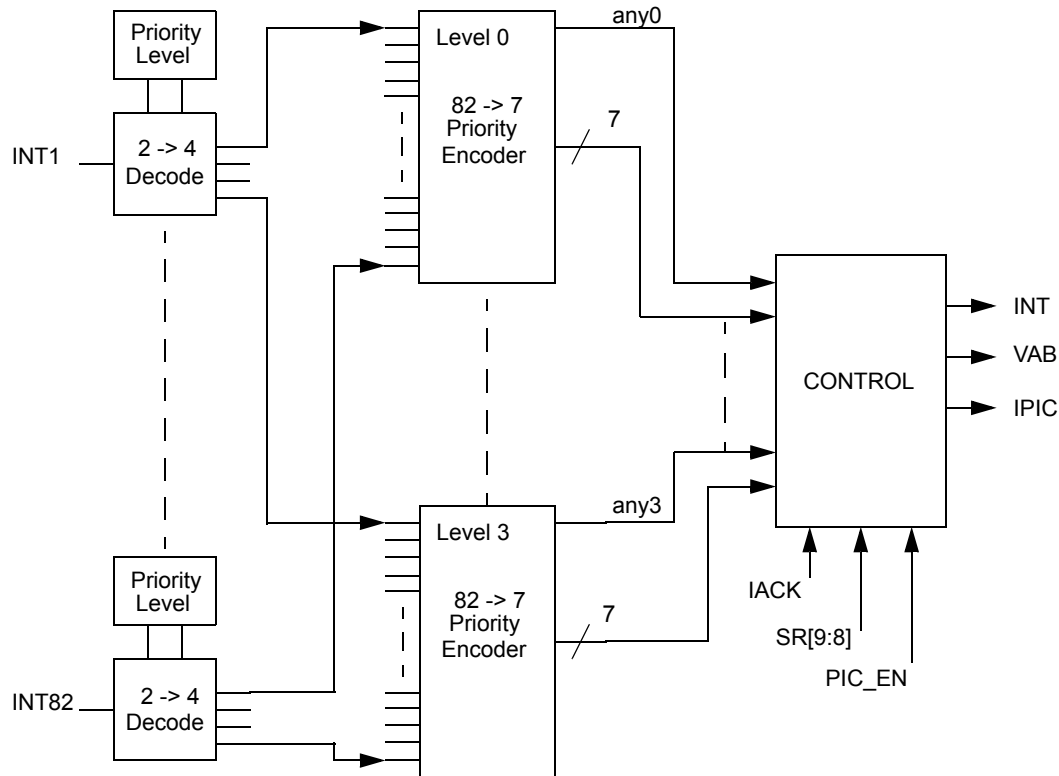 Priority
Level
INT1
2 -> 4
Decode
Level 0
82 -> 7
Priority
Encoder
any0
7
CONTROL
INT
VAB
IPIC
IACK
SR[9:8]
PIC_EN
Priority
Level
INT82
2 -> 4
Decode
Level 3
82 -> 7
Priority
Encoder
any3
7